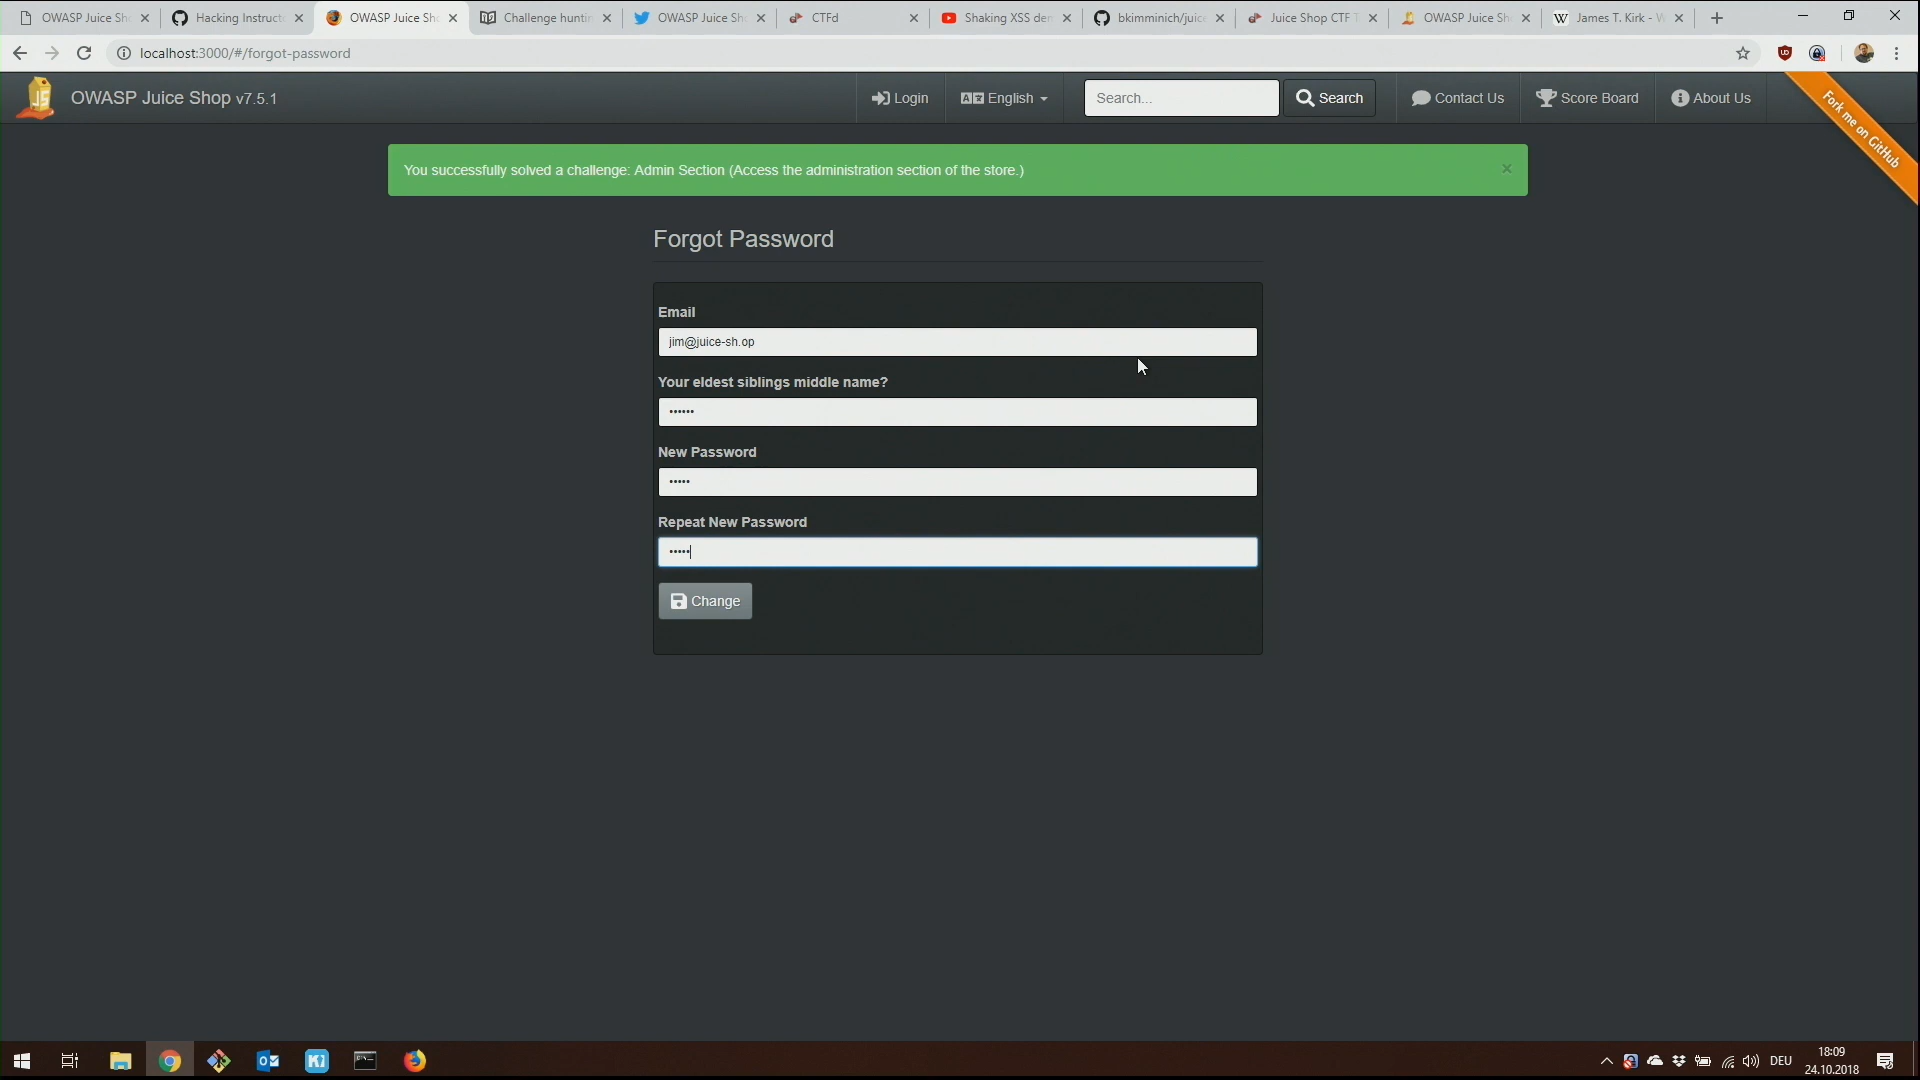 OWASP Juice Sh
Hacking Instruct
OWASP Juice Sh
Challenge huntin
OWASP Juice Sh
CTFd
Shaking XSS den
bkimminich/juic
Juice Shop CTF T
OWASP Juice Sh
James T. Kirk - W
localhost:3000/#/forgot-password
OWASP Juice Shop v7.5.1
Login
English
Search...
Search
Contact Us
Score Board
About Us
Fork me on GitHub
You successfully solved a challenge: Admin Section (Access the administration section of the store.)
Forgot Password
Email
jim@juice-sh.op
Your eldest siblings middle name?
••••••
New Password
•••••
Repeat New Password
•••••
Change
DEU
18:09
24.10.2018